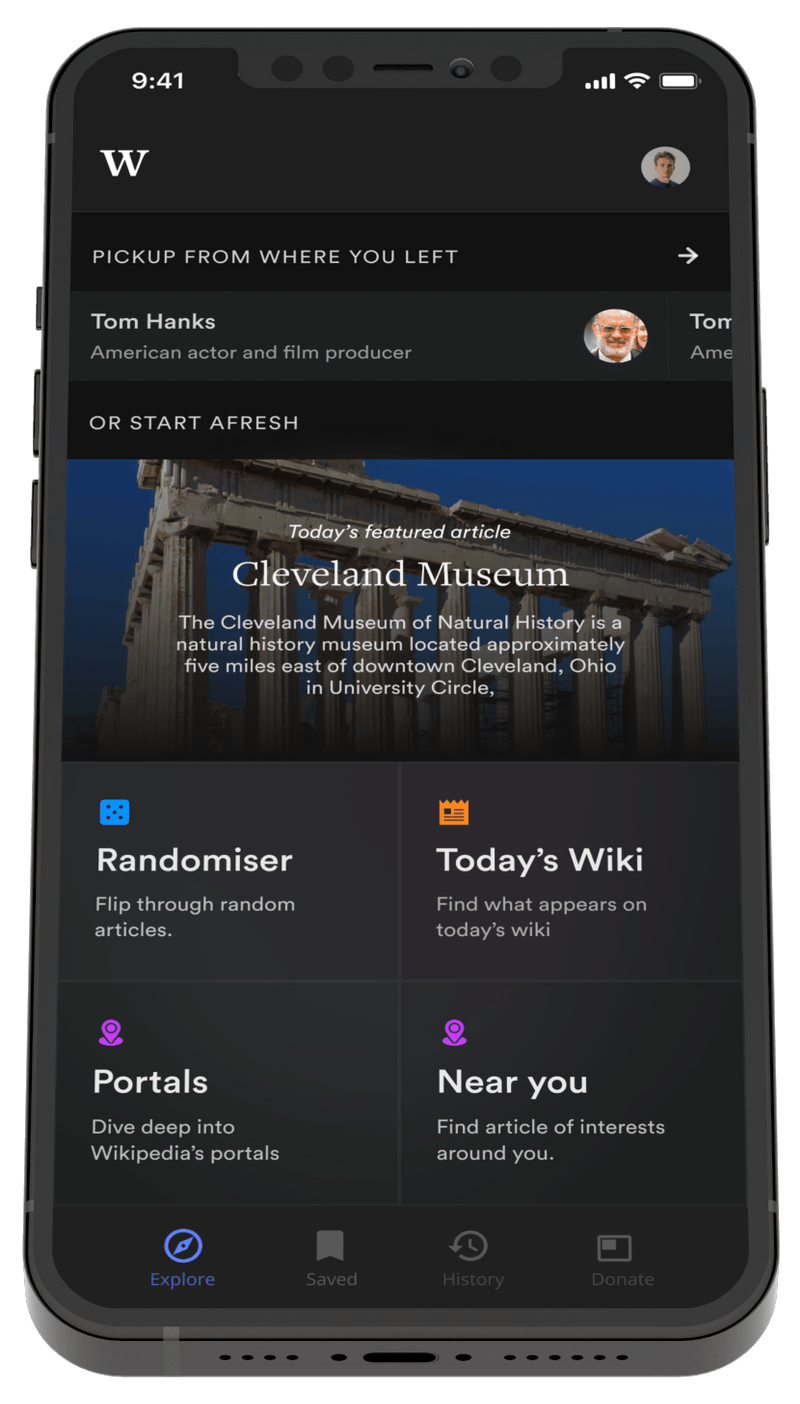 9:41
W
PICKUP FROM WHERE YOU LEFT
Tom Hanks
American actor and film producer
Tom
Ame
OR START AFRESH
Today's featured article
Cleveland Museum
The Cleveland Museum of Natural History is a
natural history museum located approximately
five miles east of downtown Cleveland, Ohio
in University Circle,
Randomiser
Flip through random
articles.
Today's Wiki
Find what appears on
today's wiki
Portals
Dive deep into
Wikipedia's portals
Near you
Find article of interests
around you.
Explore
Saved
History
Donate